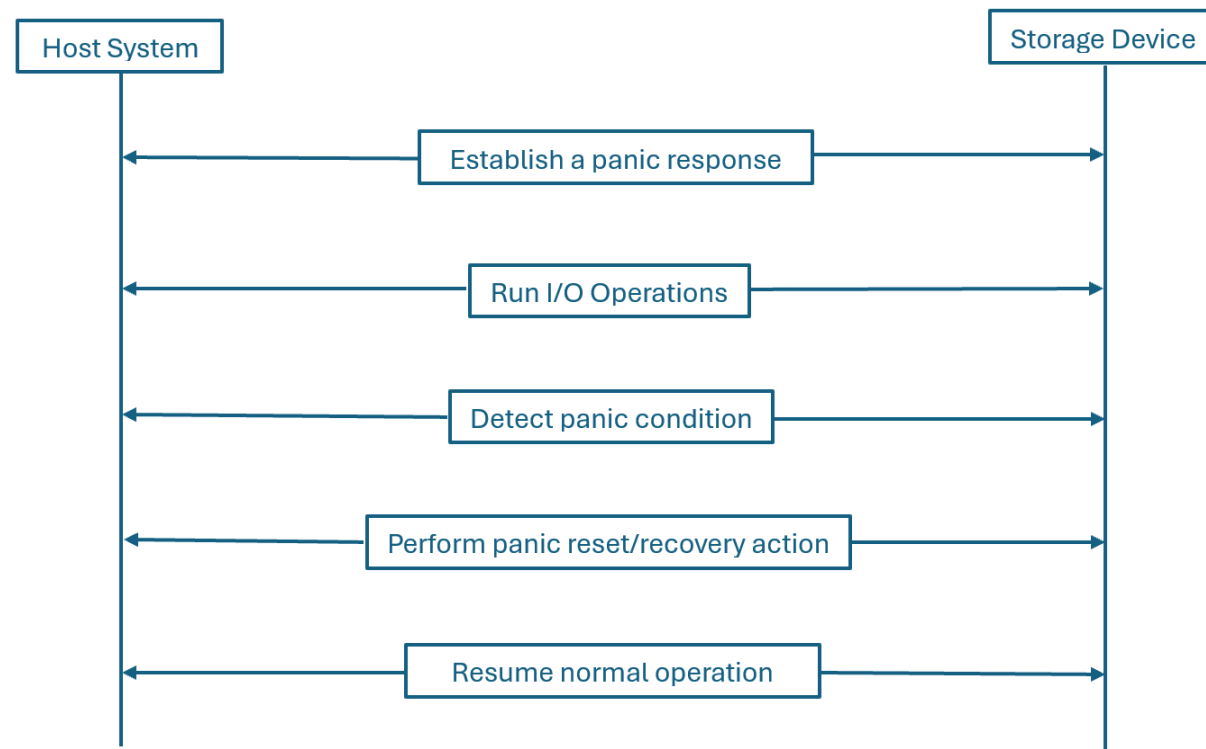 Host System
Storage Device
Establish a panic response
Run I/O Operations
Detect panic condition
Perform panic reset/recovery action
Resume normal operation